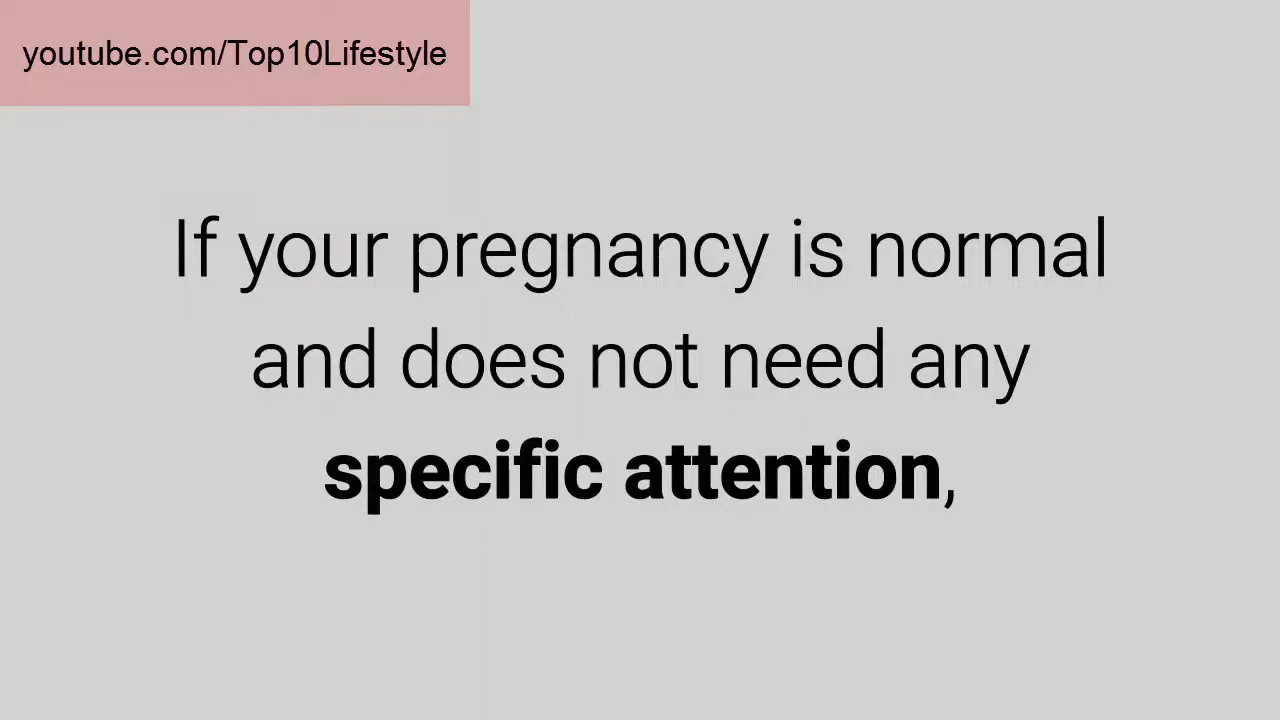 youtube.com/Top10Lifestyle
If your pregnancy is normal
and does not need any
specific attention,